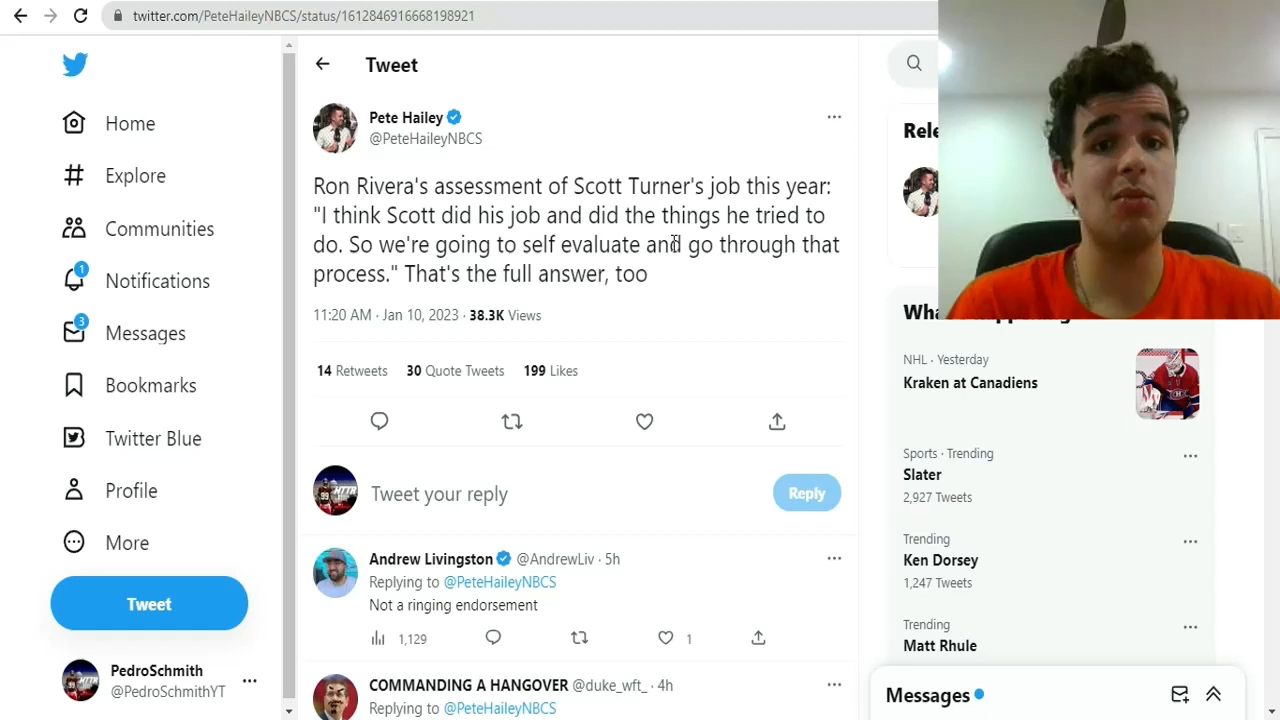 twitter.com/PeteHaileyNBCS/status/1612846916668198921
Home
Explore
Communities
1
Notifications
3
Messages
Bookmarks
Twitter Blue
Profile
More
Tweet
PedroSchmith
@PedroSchmithYT
Tweet
Pete Hailey
@PeteHaileyNBCS
Ron Rivera's assessment of Scott Turner's job this year:
"I think Scott did his job and did the things he tried to
do. So we're going to self evaluate and go through that
process." That's the full answer, too
11:20 AM · Jan 10, 2023 · 38.3K Views
14 Retweets 30 Quote Tweets 199 Likes
Tweet your reply
Reply
Andrew Livingston @AndrewLiv · 5h
Replying to @PeteHaileyNBCS
Not a ringing endorsement
1,129
1
COMMANDING A HANGOVER @duke_wft_ · 4h
Replying to @PeteHaileyNBCS
NHL · Yesterday
Kraken at Canadiens
Sports · Trending
Slater
2,927 Tweets
Trending
Ken Dorsey
1,247 Tweets
Trending
Matt Rhule
Messages